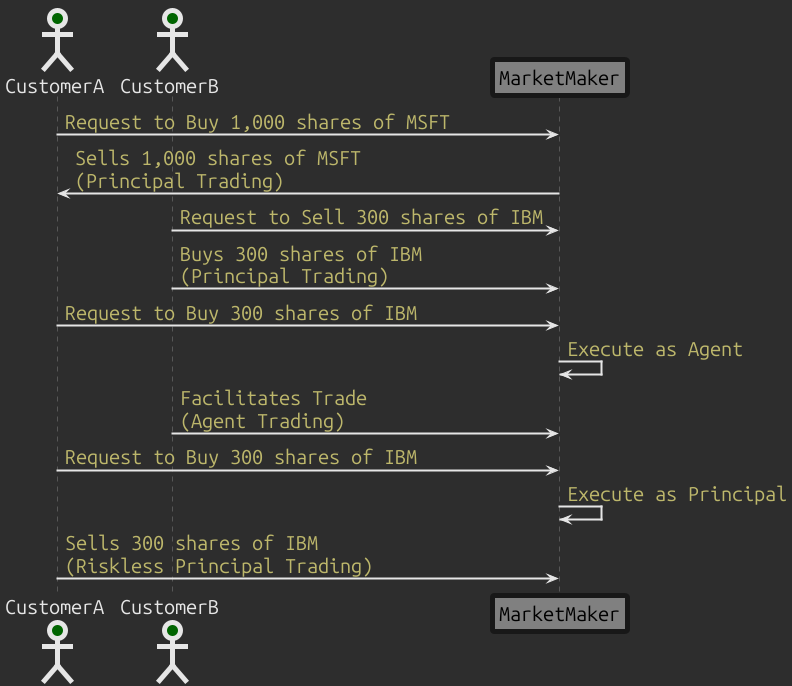 CustomerA
CustomerB
MarketMaker
Request to Buy 1,000 shares of MSFT
Sells 1,000 shares of MSFT
(Principal Trading)
Request to Sell 300 shares of IBM
Buys 300 shares of IBM
(Principal Trading)
Request to Buy 300 shares of IBM
Execute as Agent
Facilitates Trade
(Agent Trading)
Request to Buy 300 shares of IBM
Execute as Principal
Sells 300 shares of IBM
(Riskless Principal Trading)
CustomerA
CustomerB
MarketMaker